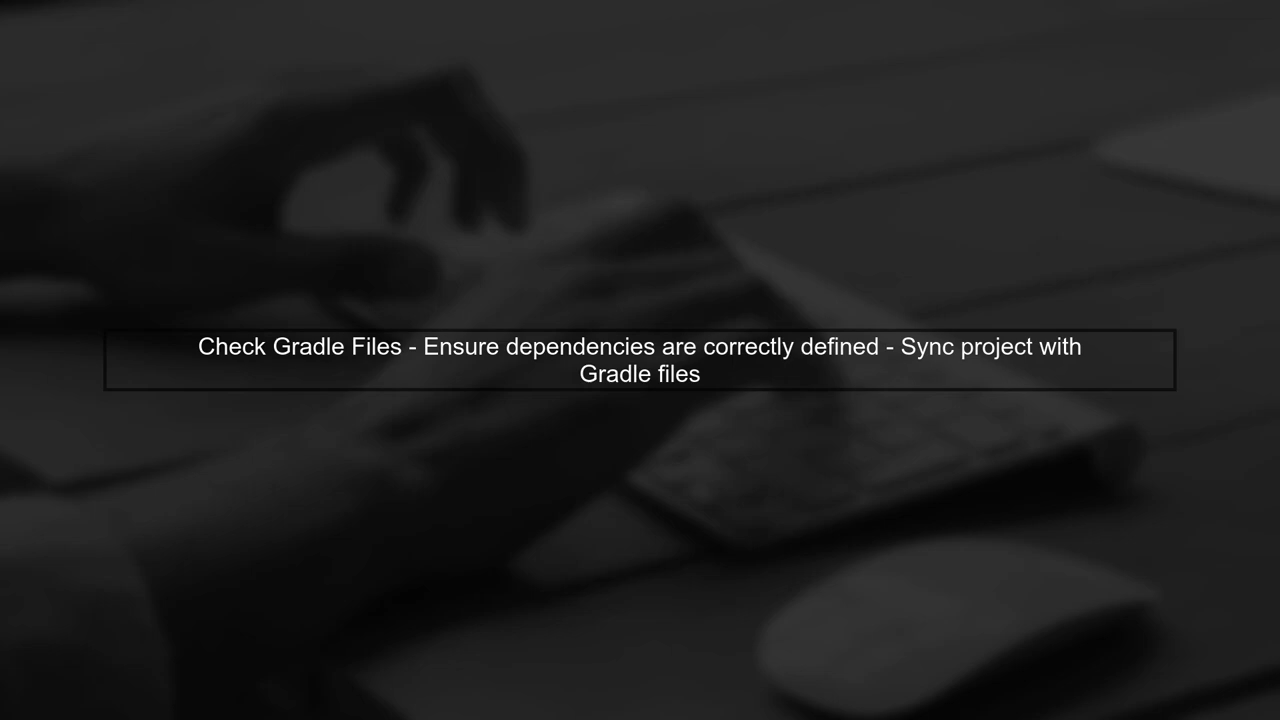 Check Gradle Files - Ensure dependencies are correctly defined - Sync project with
Gradle files